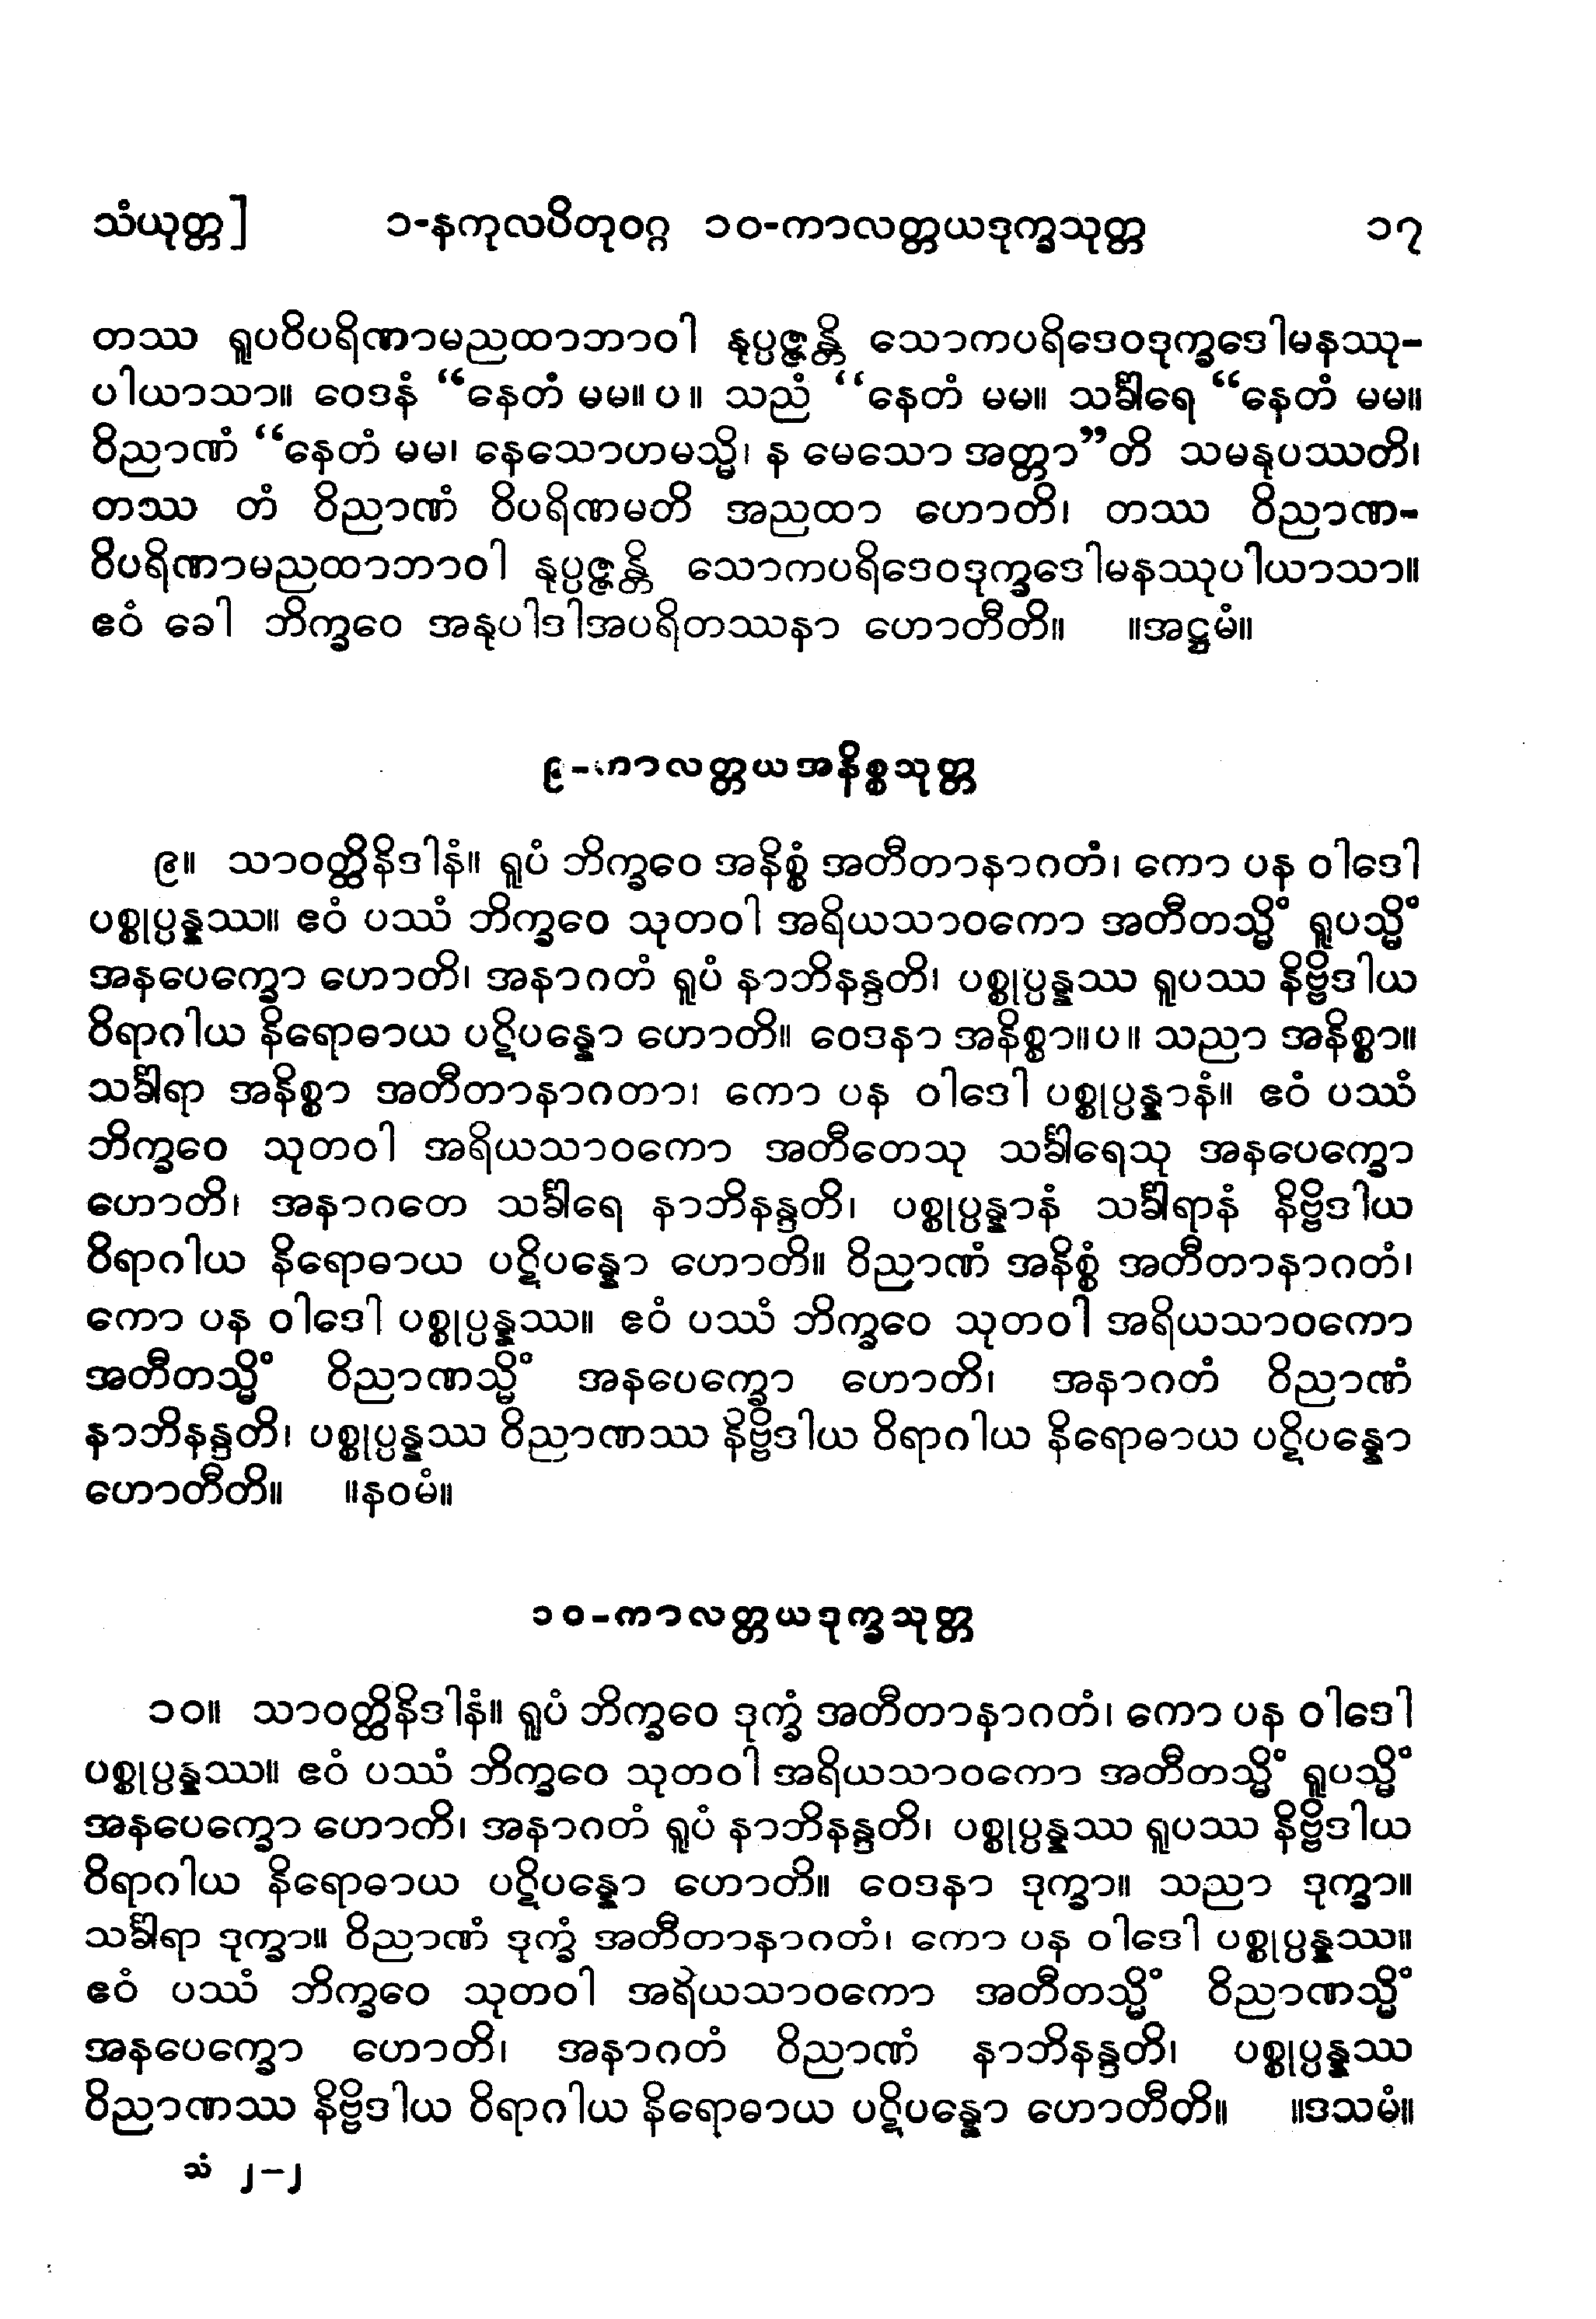 သံယုတ္တ] ၁-နကုလပိတုဝဂ္ဂ ၁၀-ကာလတ္တယဒုက္ခသုတ္တ ၁၇
တဿ ရူပဝိပရိဏာမညထာဘာဝါ နုပ္ပဇ္ဇန္တိ သောကပရိဒေဝဒုက္ခဒေါမနဿု-
ပါယာသာ။ ဝေဒနံ “နေတံ မမ။ ပ။ သညံ “နေတံ မမ။ သင်္ခါရေ “နေတံ မမ။
ဝိညာဏံ “နေတံ မမ၊ နေသောဟမသ္မိ၊ န မေသော အတ္တာ”တိ သမနုပဿတိ၊
တဿ တံ ဝိညာဏံ ဝိပရိဏမတိ အညထာ ဟောတိ၊ တဿ ဝိညာဏ-
ဝိပရိဏာမညထာဘာဝါ နုပ္ပဇ္ဇန္တိ သောကပရိဒေဝဒုက္ခဒေါမနဿုပါယာသာ။
ဧဝံ ခေါ ဘိက္ခဝေ အနုပါဒါအပရိတဿနာ ဟောတီတိ။ ။အဋ္ဌမံ။
၉-ကာလတ္တယအနိစ္စသုတ္တ
၉။ သာဝတ္ထိနိဒါနံ။ ရူပံ ဘိက္ခဝေ အနိစ္စံ အတီတာနာဂတံ၊ ကော ပန ဝါဒေါ
ပစ္စုပ္ပန္နဿ။ ဧဝံ ပဿံ ဘိက္ခဝေ သုတဝါ အရိယသာဝကော အတီတသ္မိံ ရူပသ္မိံ
အနပေက္ခော ဟောတိ၊ အနာဂတံ ရူပံ နာဘိနန္ဒတိ၊ ပစ္စုပ္ပန္နဿ ရူပဿ နိဗ္ဗိဒါယ
ဝိရာဂါယ နိရောဓာယ ပဋိပန္နော ဟောတိ။ ဝေဒနာ အနိစ္စာ။ပ။ သညာ အနိစ္စာ။
သင်္ခါရာ အနိစ္စာ အတီတာနာဂတာ၊ ကော ပန ဝါဒေါ ပစ္စုပ္ပန္နာနံ။ ဧဝံ ပဿံ
ဘိက္ခဝေ သုတဝါ အရိယသာဝကော အတီတေသု သင်္ခါရေသု အနပေက္ခော
ဟောတိ၊ အနာဂတေ သင်္ခါရေ နာဘိနန္ဒတိ၊ ပစ္စုပ္ပန္နာနံ သင်္ခါရာနံ နိဗ္ဗိဒါယ
ဝိရာဂါယ နိရောဓာယ ပဋိပန္နော ဟောတိ။ ဝိညာဏံ အနိစ္စံ အတီတာနာဂတံ၊
ကော ပန ဝါဒေါ ပစ္စုပ္ပန္နဿ။ ဧဝံ ပဿံ ဘိက္ခဝေ သုတဝါ အရိယသာဝကော
အတီတသ္မိံ ဝိညာဏသ္မိံ အနပေက္ခော ဟောတိ၊ အနာဂတံ ဝိညာဏံ
နာဘိနန္ဒတိ၊ ပစ္စုပ္ပန္နဿ ဝိညာဏဿ နိဗ္ဗိဒါယ ဝိရာဂါယ နိရောဓာယ ပဋိပန္နော
ဟောတီတိ။ ။နဝမံ။
၁၀-ကာလတ္တယဒုက္ခသုတ္တ
၁၀။ သာဝတ္ထိနိဒါနံ။ ရူပံ ဘိက္ခဝေ ဒုက္ခံ အတီတာနာဂတံ၊ ကော ပန ဝါဒေါ
ပစ္စုပ္ပန္နဿ။ ဧဝံ ပဿံ ဘိက္ခဝေ သုတဝါ အရိယသာဝကော အတီတသ္မိံ ရူပသ္မိံ
အနပေက္ခော ဟောတိ၊ အနာဂတံ ရူပံ နာဘိနန္ဒတိ၊ ပစ္စုပ္ပန္နဿ ရူပဿ နိဗ္ဗိဒါယ
ဝိရာဂါယ နိရောဓာယ ပဋိပန္နော ဟောတိ။ ဝေဒနာ ဒုက္ခာ။ သညာ ဒုက္ခာ။
သင်္ခါရာ ဒုက္ခာ။ ဝိညာဏံ ဒုက္ခံ အတီတာနာဂတံ၊ ကော ပန ဝါဒေါ ပစ္စုပ္ပန္နဿ။
ဧဝံ ပဿံ ဘိက္ခဝေ သုတဝါ အရိယသာဝကော အတီတသ္မိံ ဝိညာဏသ္မိံ
အနပေက္ခော ဟောတိ၊ အနာဂတံ ဝိညာဏံ နာဘိနန္ဒတိ၊ ပစ္စုပ္ပန္နဿ
ဝိညာဏဿ နိဗ္ဗိဒါယ ဝိရာဂါယ နိရောဓာယ ပဋိပန္နော ဟောတီတိ။ ။ဒသမံ။
သံ ၂-၂